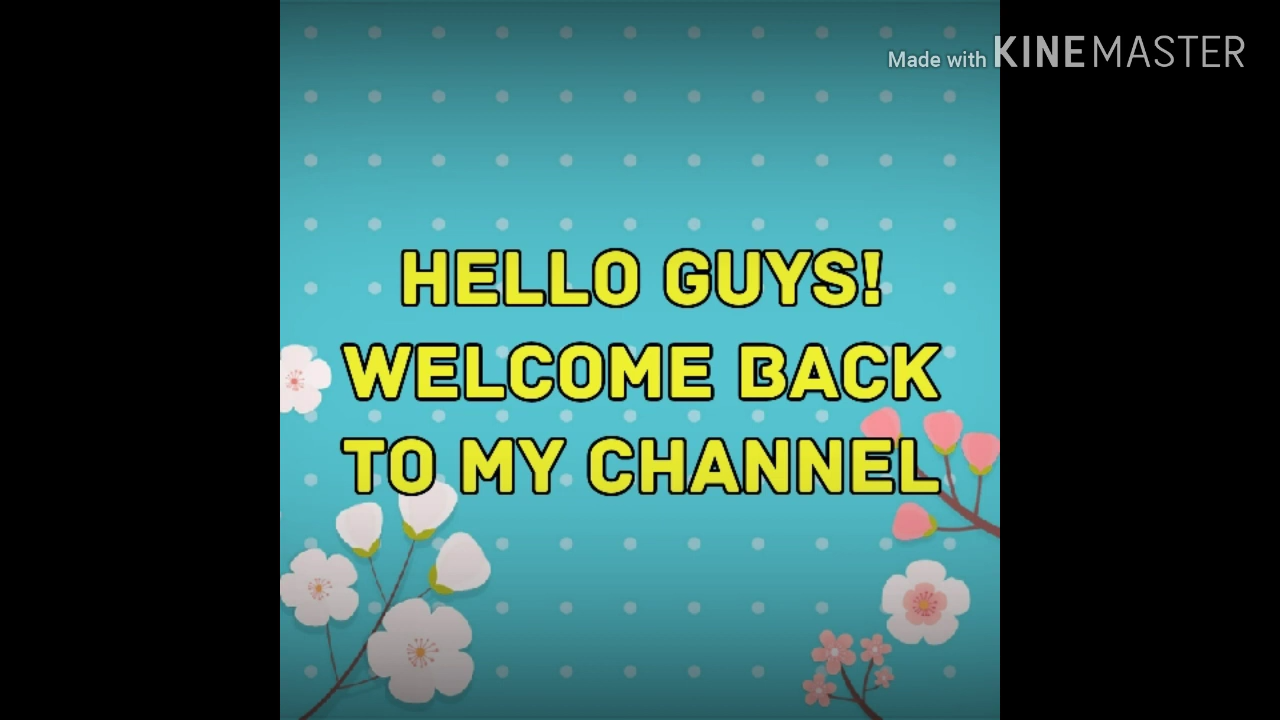 Made with KINEMASTER
HELLO GUYS!
WELCOME BACK
TO MY CHANNEL